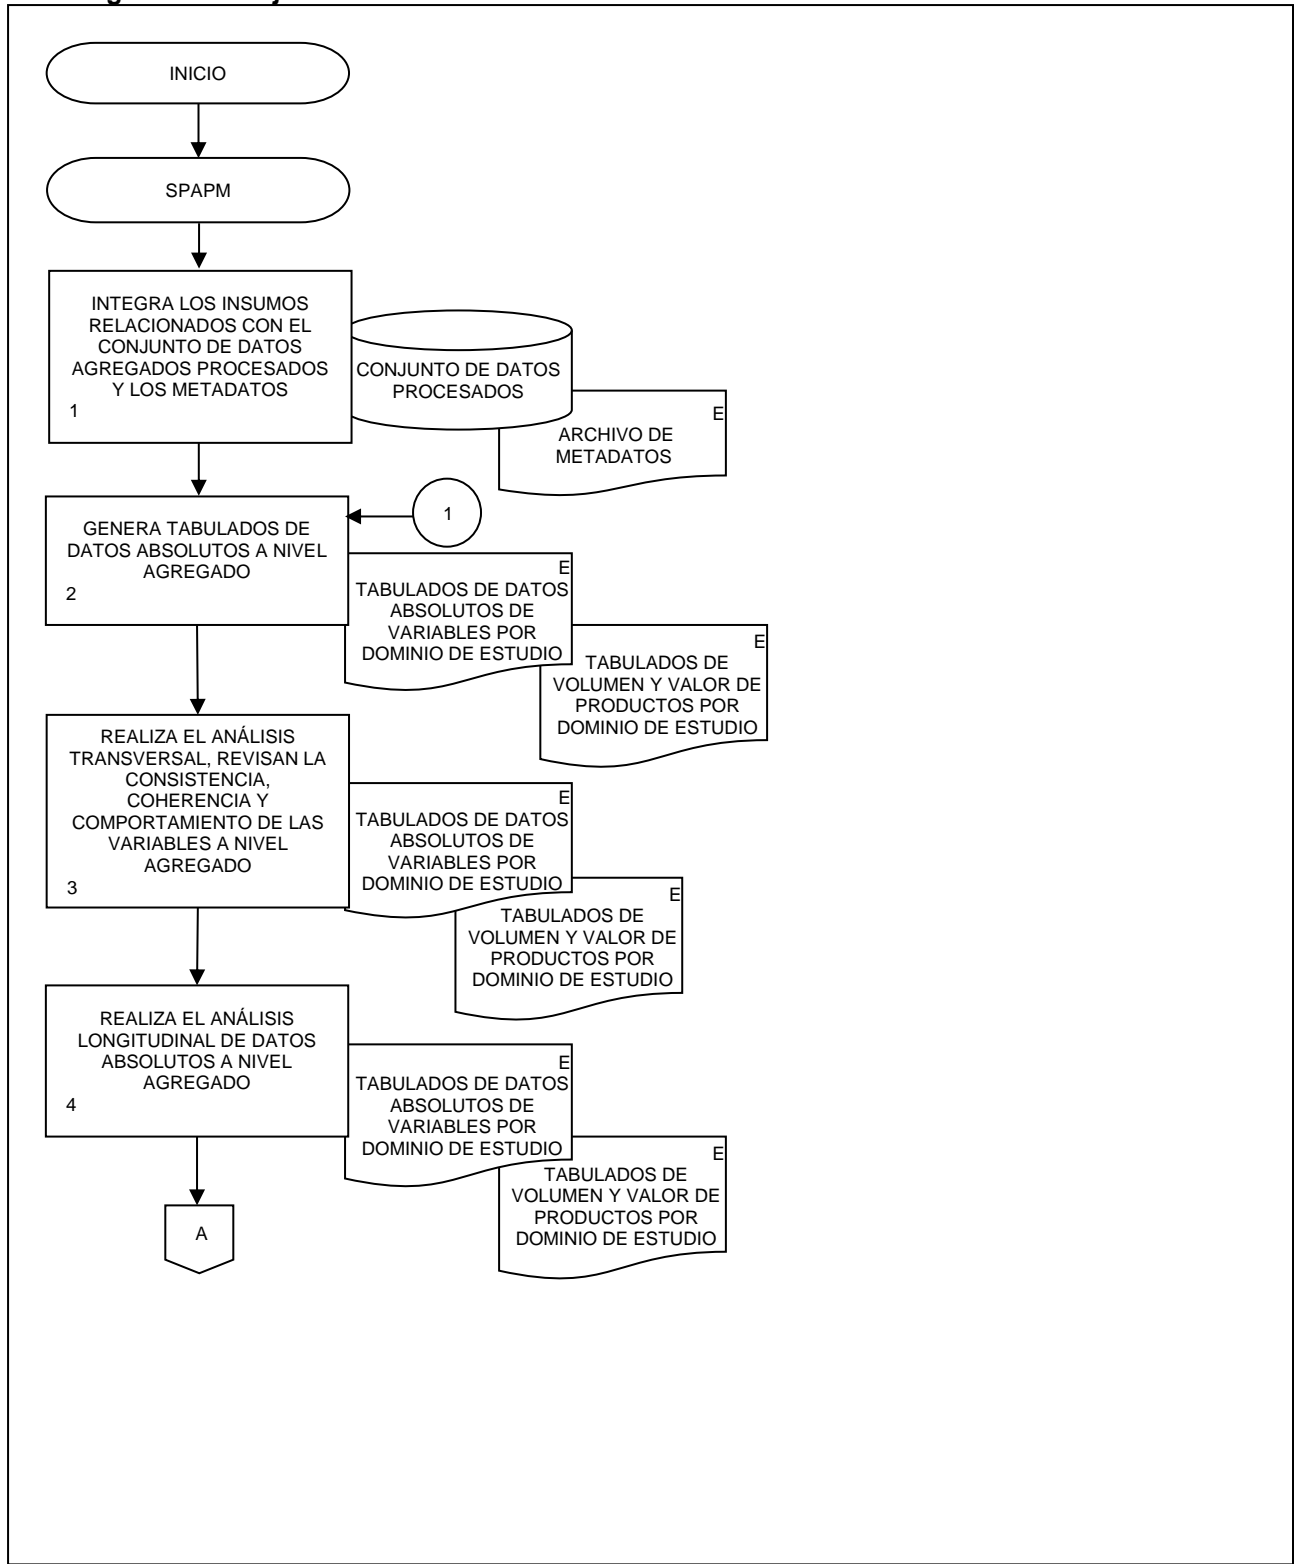 INICIO
SPAPM
INTEGRA LOS INSUMOS
RELACIONADOS CON EL
CONJUNTO DE DATOS
AGREGADOS PROCESADOS
Y LOS METADATOS
1
CONJUNTO DE DATOS
PROCESADOS
E
ARCHIVO DE
METADATOS
1
GENERA TABULADOS DE
DATOS ABSOLUTOS A NIVEL
AGREGADO
2
E
TABULADOS DE DATOS
ABSOLUTOS DE
VARIABLES POR
DOMINIO DE ESTUDIO
E
TABULADOS DE
VOLUMEN Y VALOR DE
PRODUCTOS POR
DOMINIO DE ESTUDIO
REALIZA EL ANÁLISIS
TRANSVERSAL, REVISAN LA
CONSISTENCIA,
COHERENCIA Y
COMPORTAMIENTO DE LAS
VARIABLES A NIVEL
AGREGADO
3
E
TABULADOS DE DATOS
ABSOLUTOS DE
VARIABLES POR
DOMINIO DE ESTUDIO
E
TABULADOS DE
VOLUMEN Y VALOR DE
PRODUCTOS POR
DOMINIO DE ESTUDIO
REALIZA EL ANÁLISIS
LONGITUDINAL DE DATOS
ABSOLUTOS A NIVEL
AGREGADO
4
E
TABULADOS DE DATOS
ABSOLUTOS DE
VARIABLES POR
DOMINIO DE ESTUDIO
E
TABULADOS DE
VOLUMEN Y VALOR DE
PRODUCTOS POR
DOMINIO DE ESTUDIO
A